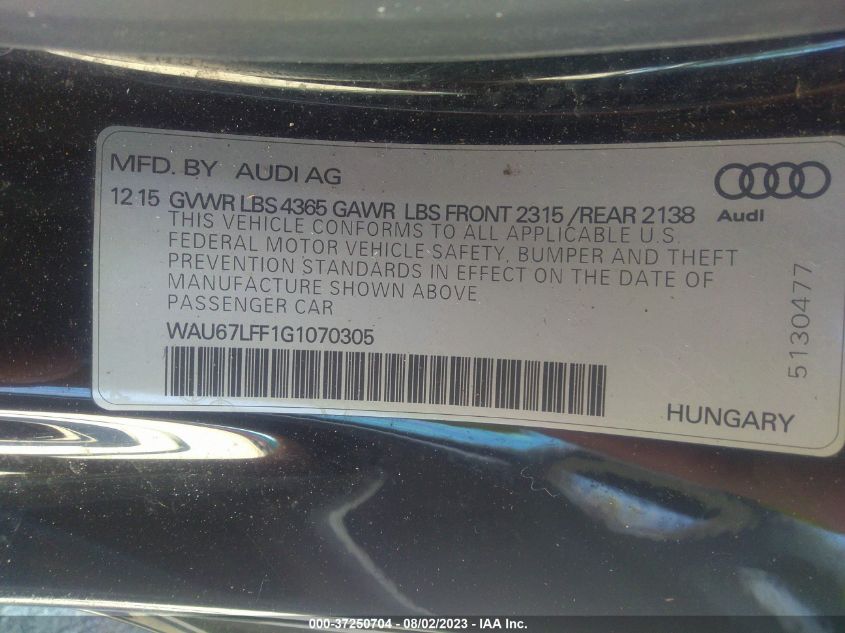 MFD. BY AUDI AG
12 15 GVWR LBS 4365 GAWR LBS FRONT 2315 /REAR 2138
THIS VEHICLE CONFORMS TO ALL APPLICABLE U.S.
FEDERAL MOTOR VEHICLE SAFETY, BUMPER AND THEFT
PREVENTION STANDARDS IN EFFECT ON THE DATE OF
MANUFACTURE SHOWN ABOVE
PASSENGER CAR
WAU67LFF1G1070305
Audi
5130477
HUNGARY
000-37250704 - 08/02/2023 - IAA Inc.